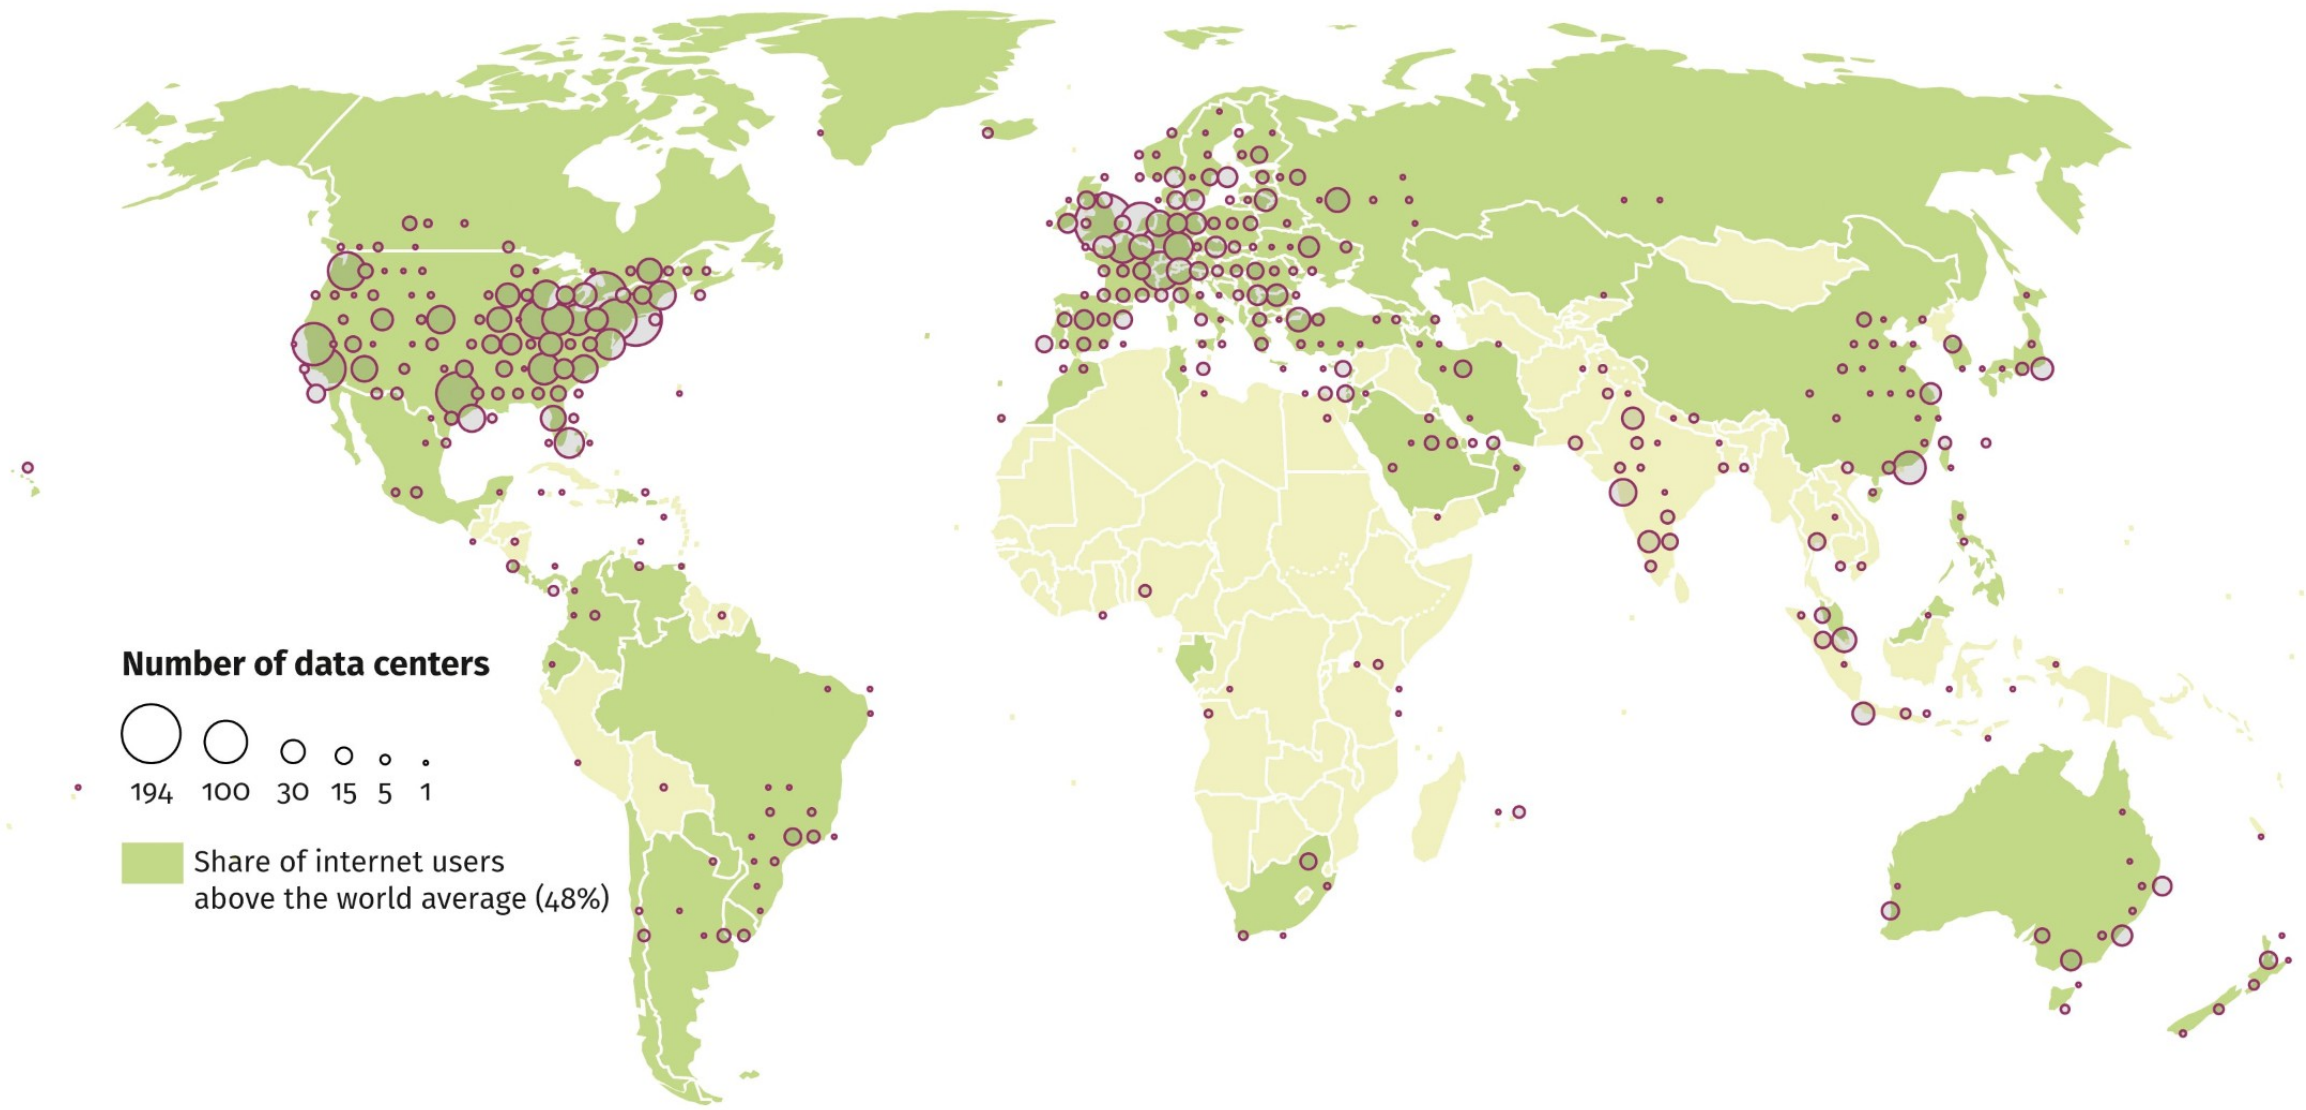 Number of data centers
194 100 30 15 5 1
Share of internet users
above the world average (48%)